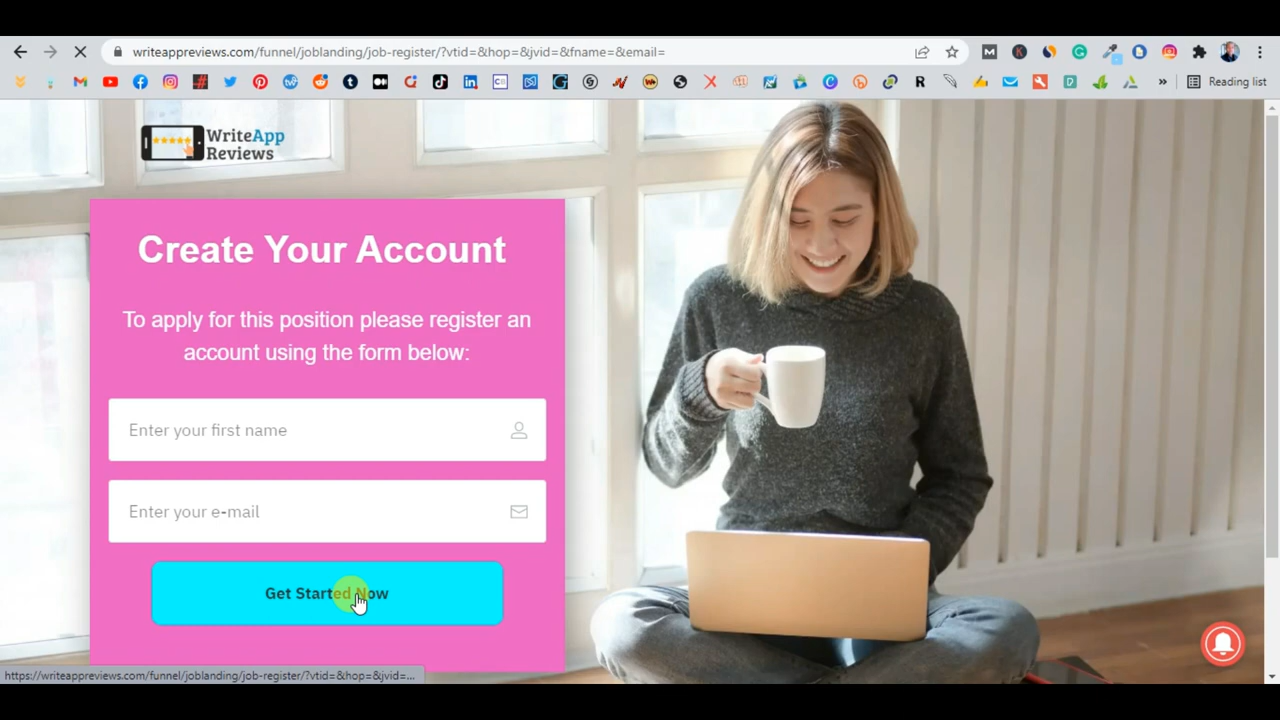 writeappreviews.com/funnel/joblanding/job-register/?vtid=&hop=&jvid=&fname=&email=
Reading list
WriteApp
Reviews
Create Your Account
To apply for this position please register an
account using the form below:
Enter your first name
Enter your e-mail
Get Started Now
https://writeappreviews.com/funnel/joblanding/job-register/?vtid=&hop=&jvid=...